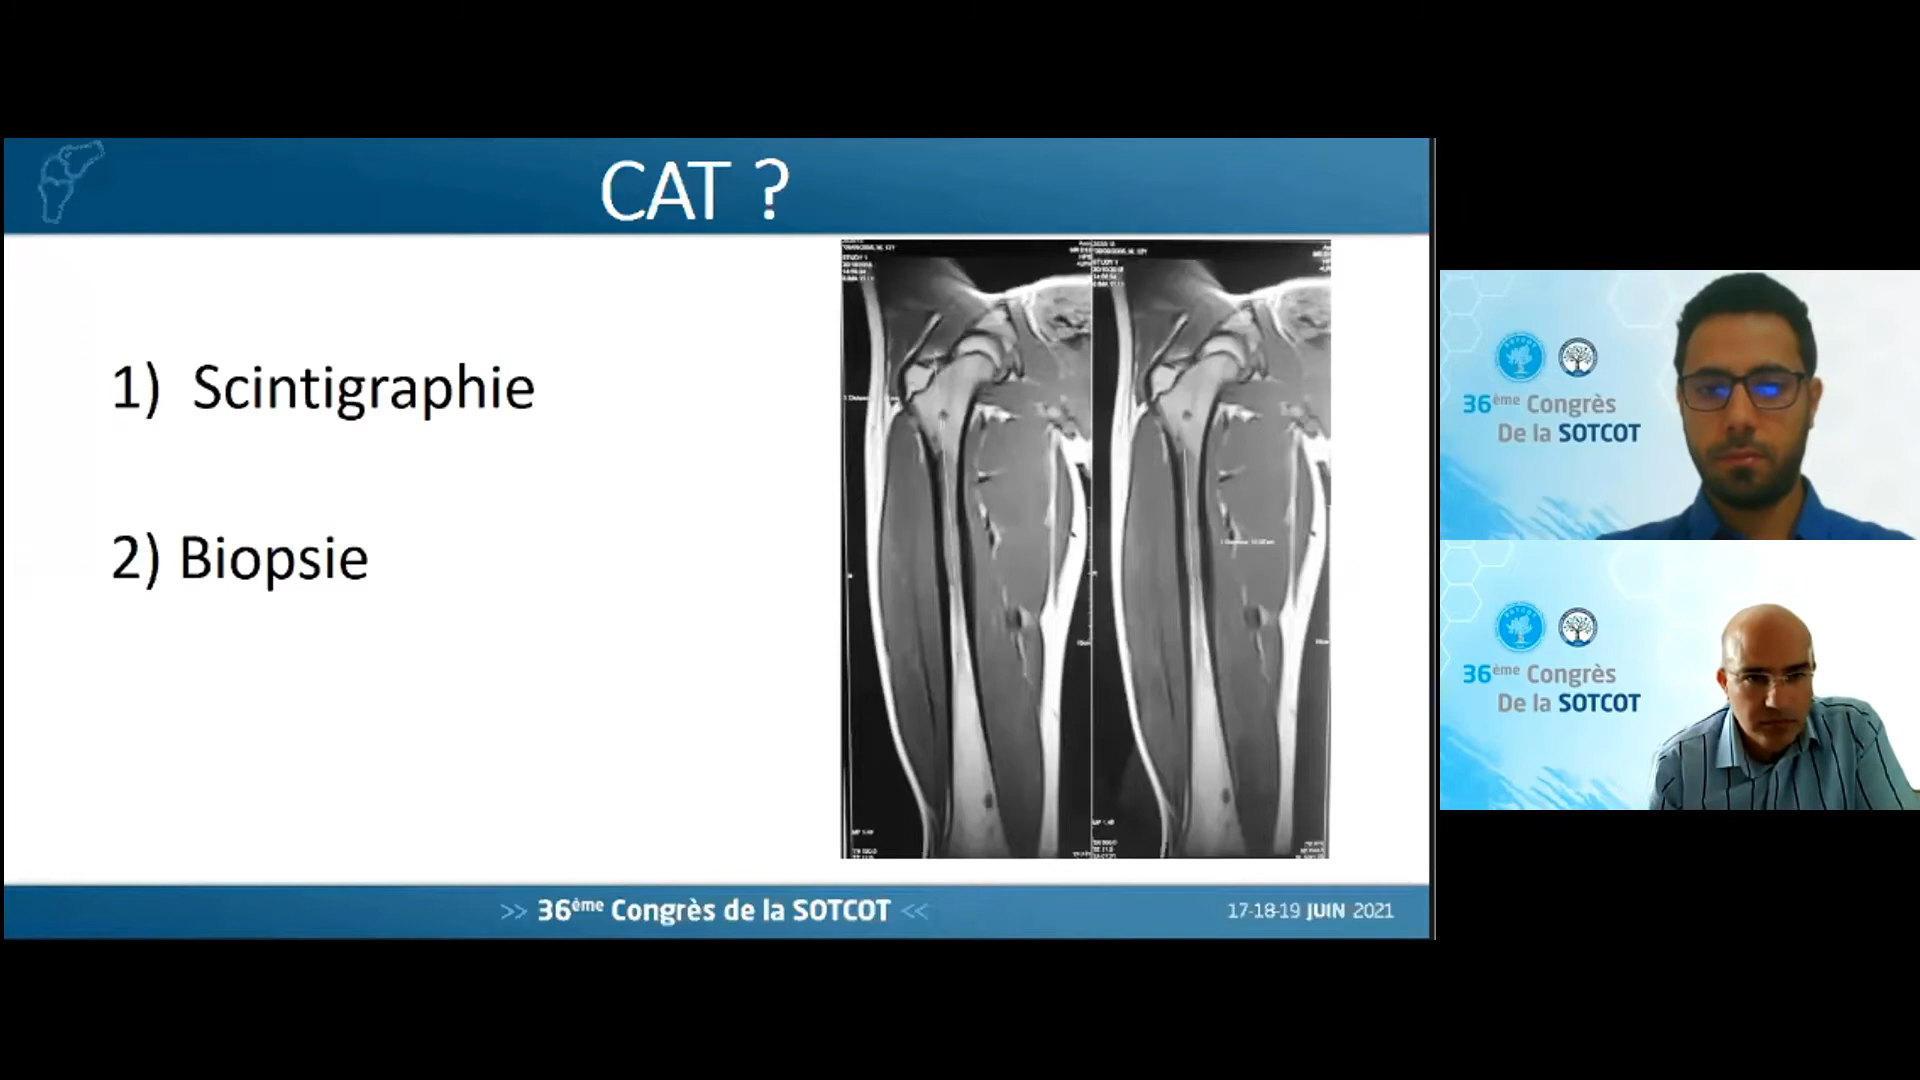 CAT ?
1) Scintigraphie
2) Biopsie
>> 36ème Congrès de la SOTCOT <<
17-18-19 JUIN 2021
36ème Congrès
De la SOTCOT
36ème Congrès
De la SOTCOT